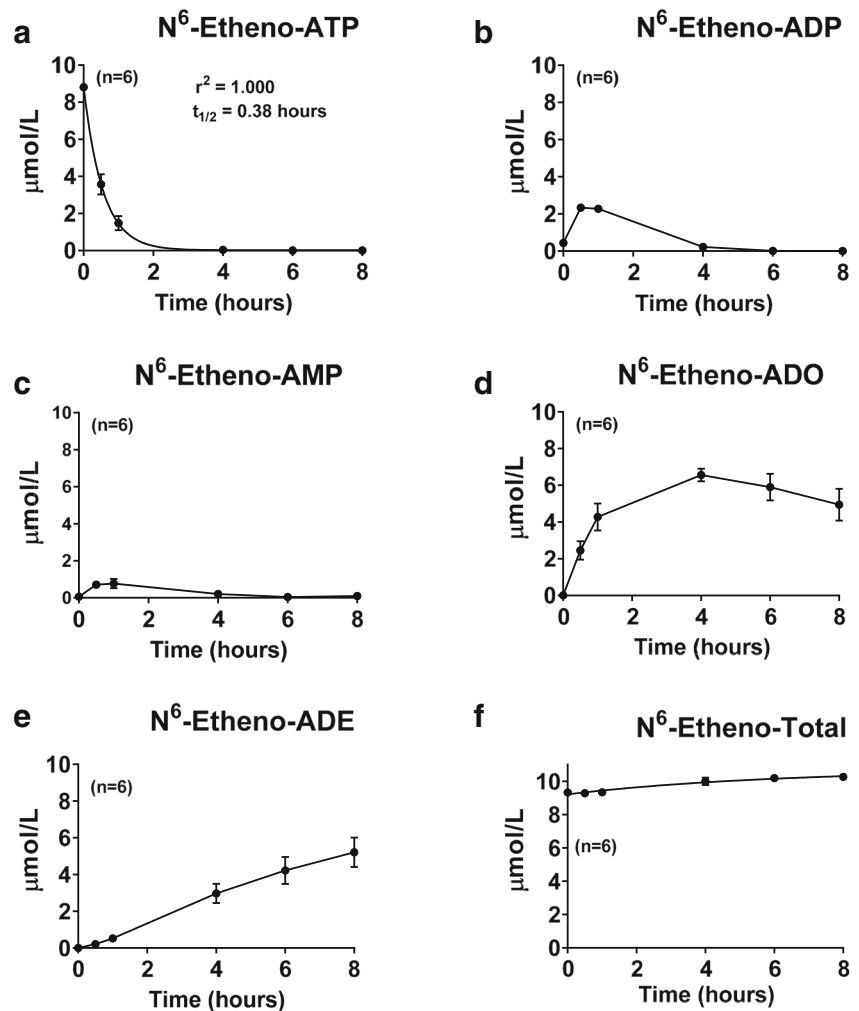 a
N⁶-Etheno-ATP
10
8
6
4
2
0
μmol/L
(n=6)
r² = 1.000
t1/2 = 0.38 hours
0 2 4 6 8
Time (hours)
b
N⁶-Etheno-ADP
10
8
6
4
2
0
μmol/L
(n=6)
0 2 4 6 8
Time (hours)
c
N⁶-Etheno-AMP
10
8
6
4
2
0
μmol/L
(n=6)
0 2 4 6 8
Time (hours)
d
N⁶-Etheno-ADO
10
8
6
4
2
0
μmol/L
(n=6)
0 2 4 6 8
Time (hours)
e
N⁶-Etheno-ADE
10
8
6
4
2
0
μmol/L
(n=6)
0 2 4 6 8
Time (hours)
f
N⁶-Etheno-Total
10
8
6
4
2
0
μmol/L
(n=6)
0 2 4 6 8
Time (hours)